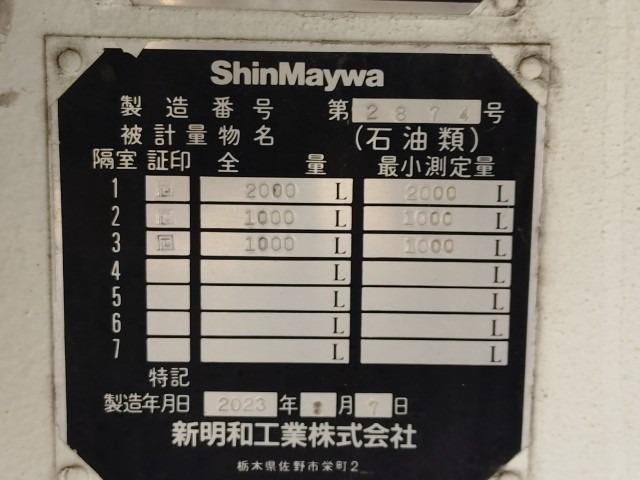 ShinMaywa
製造番号 第2874号
被計量物名 (石油類)
隔室 証印 全量 最小測定量
1 2000 L 2000 L
2 1000 L 1000 L
3 1000 L 1000 L
4 L L
5 L L
6 L L
7 L L
特記
製造年月日 2023年 月 7日
新明和工業株式会社
栃木県佐野市栄町2